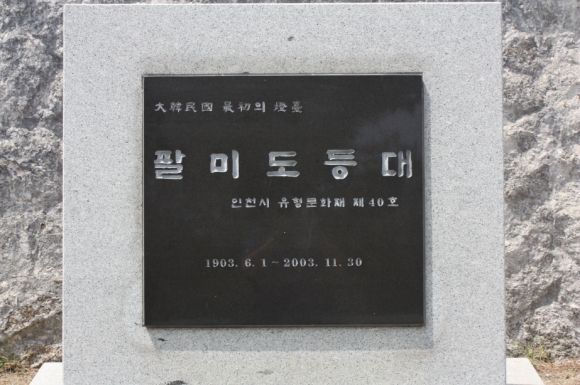 大韓民國 最初의 燈臺
팔미도등대
인천시 유형문화재 제40호
1903. 6. 1 ~ 2003. 11. 30